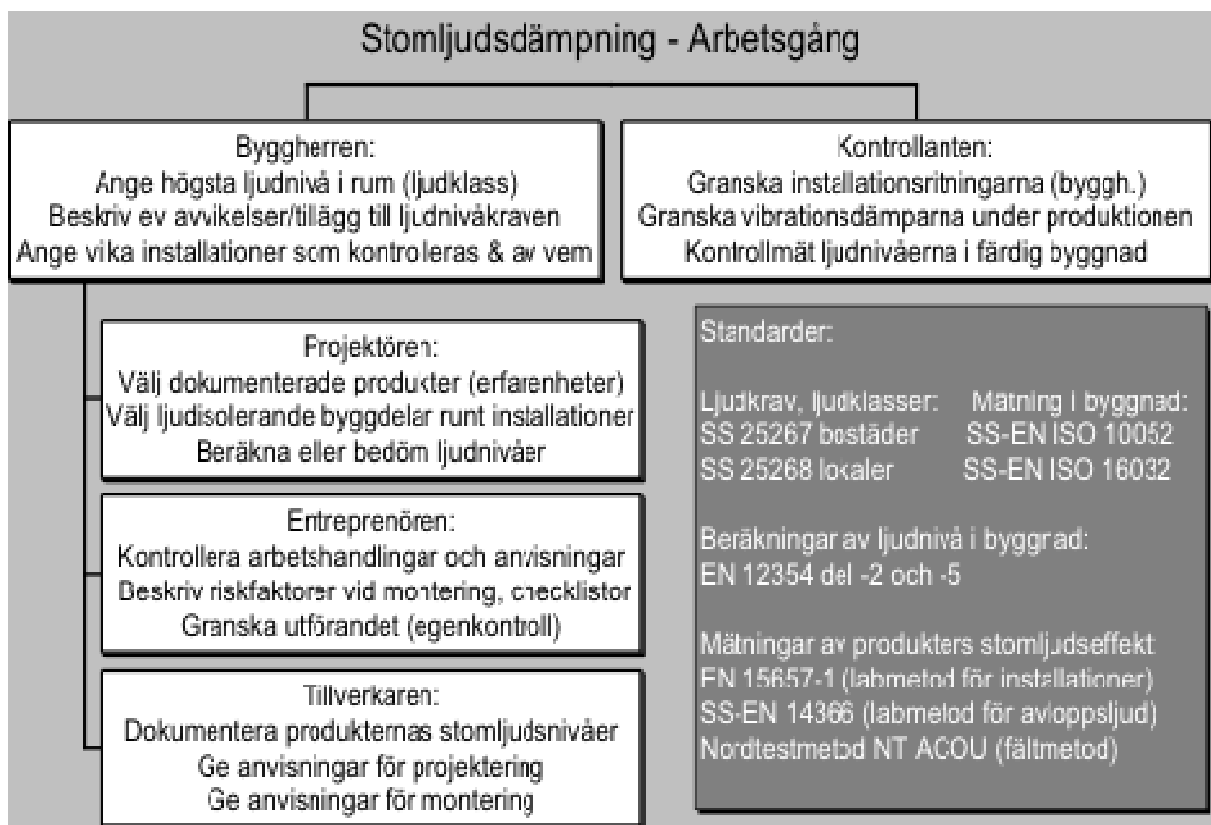 Stomljudsdämpning - Arbetsgång
Byggherren:
Ange högsta ljudnivå i rum (ljudklass)
Beskriv ev avvikelser/tillägg till ljudnivåkraven
Ange vika installationer som kontroleras & av vem
Kontrollanten:
Granska installationsritningarna (byggh.)
Granska vibrationsdämparna under produktionen
Kontrollmät ljudnivåerna i färdig byggnad
Projektören:
Välj dokumenterade produkter (erfarenheter)
Välj ljudisolerande byggdelar runt installationer
Beräkna eller bedöm ljudnivåer
Entreprenören:
Kontrollera arbetshandlingar och anvisningar
Beskriv riskfaktorer vid montering, checklistor
Granska utförandet (egenkontroll)
Tillverkaren:
Dokumentera produkternas stomljudsnivåer
Ge anvisningar för projektering
Ge anvisningar för montering
Standarder:
Ljudkrav, ljudklasser: Mätning i byggnad:
SS 25267 bostäder SS-EN ISO 10052
SS 25268 lokaler SS-EN ISO 16032
Beräkningar av ljudnivå i byggnad:
EN 12354 del -2 och -5
Mätningar av produkters stomljudseffekt
EN 15657-1 (labmetod för installationer)
SS-EN 14366 (labmetod för avloppsljud)
Nordtestmetod NT ACOU (fältmetod)